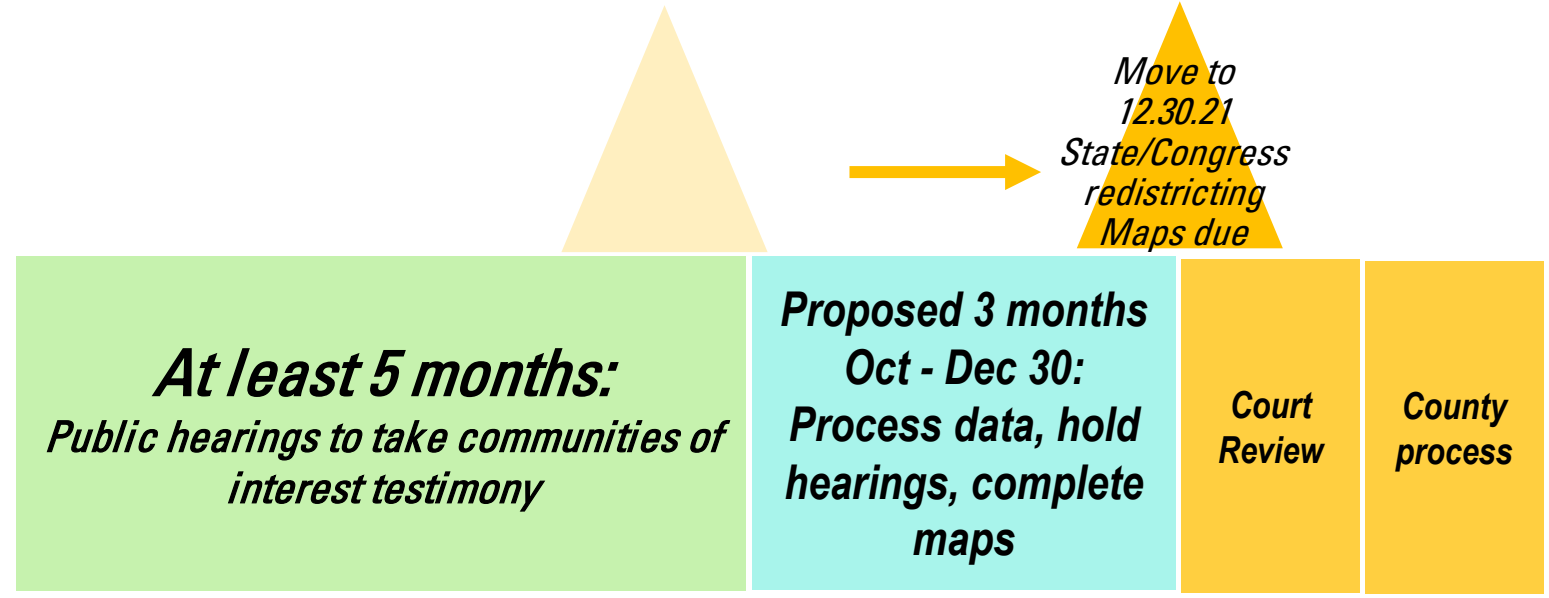 Move to
12.30.21
State/Congress
redistricting
Maps due
At least 5 months:
Public hearings to take communities of
interest testimony
Proposed 3 months
Oct - Dec 30:
Process data, hold
hearings, complete
maps
Court
Review
County
process